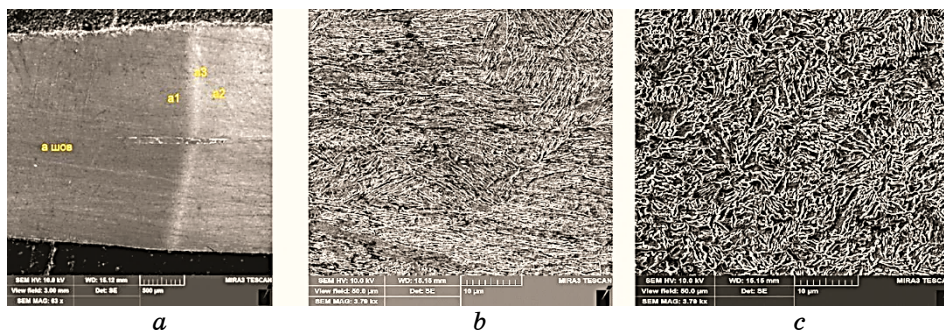 a3
a1
a2
a шов
SEM HV: 10.0 kV WD: 15.12 mm MIRA3 TESCAN
View field: 3.00 mm Det: SE 500 µm
SEM MAG: 63 x
SEM HV: 10.0 kV WD: 15.15 mm MIRA3 TESCAN
View field: 50.0 µm Det: SE 10 µm
SEM MAG: 3.79 kx
SEM HV: 10.0 kV WD: 15.15 mm MIRA3 TESCAN
View field: 50.0 µm Det: SE 10 µm
SEM MAG: 3.79 kx
a b c